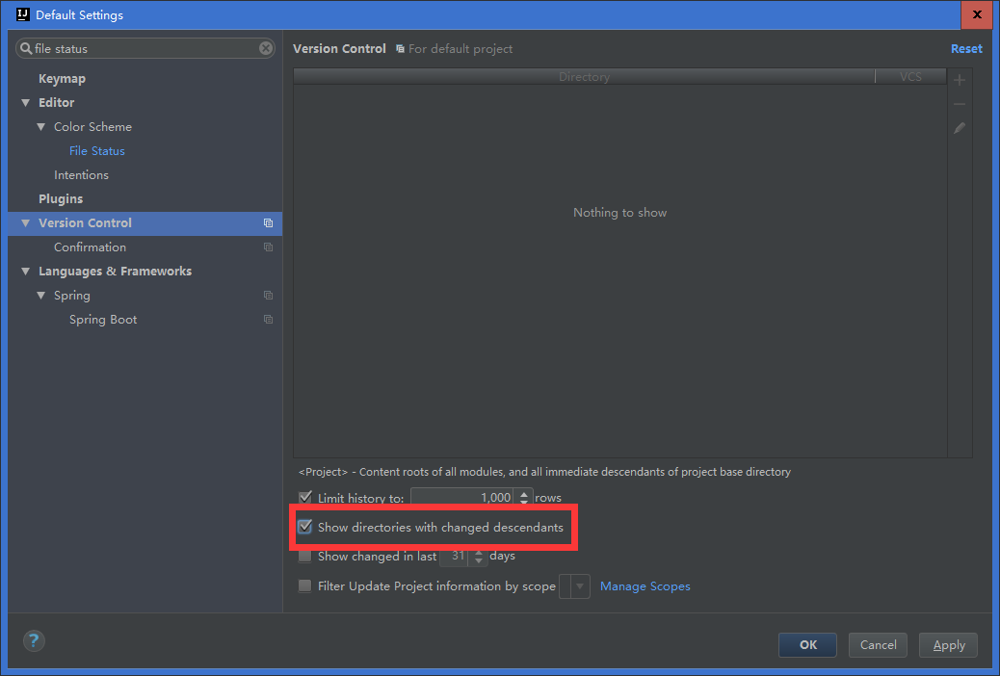 IJ Default Settings
file status
Version Control For default project Reset
Keymap
Editor
Color Scheme
File Status
Intentions
Plugins
Version Control
Confirmation
Languages & Frameworks
Spring
Spring Boot
Directory VCS
Nothing to show
<Project> - Content roots of all modules, and all immediate descendants of project base directory
Limit history to: 1,000 rows
Show directories with changed descendants
Show changed in last 31 days
Filter Update Project information by scope Manage Scopes
? OK Cancel Apply